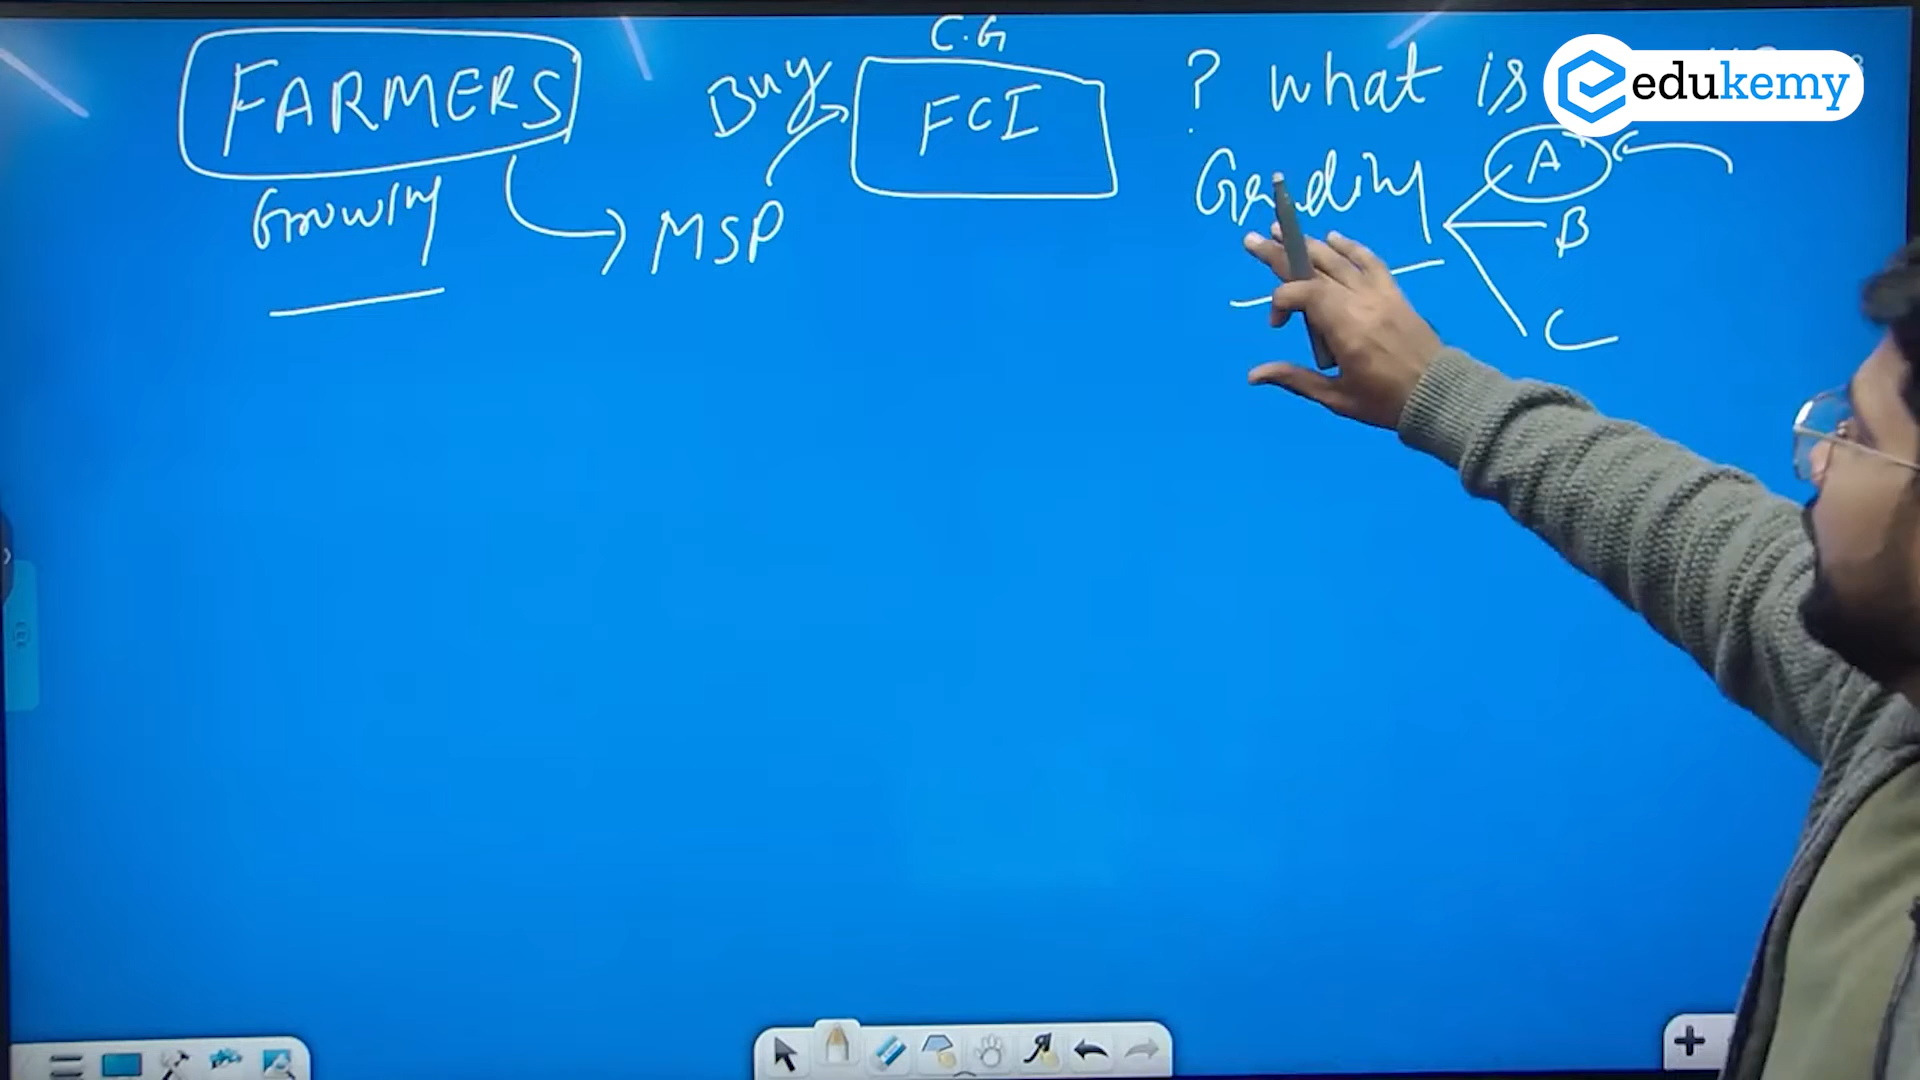 C.G
FARMERS
Buy
FCI
? What is
edukemy
Growing
MSP
Grading
A
B
C